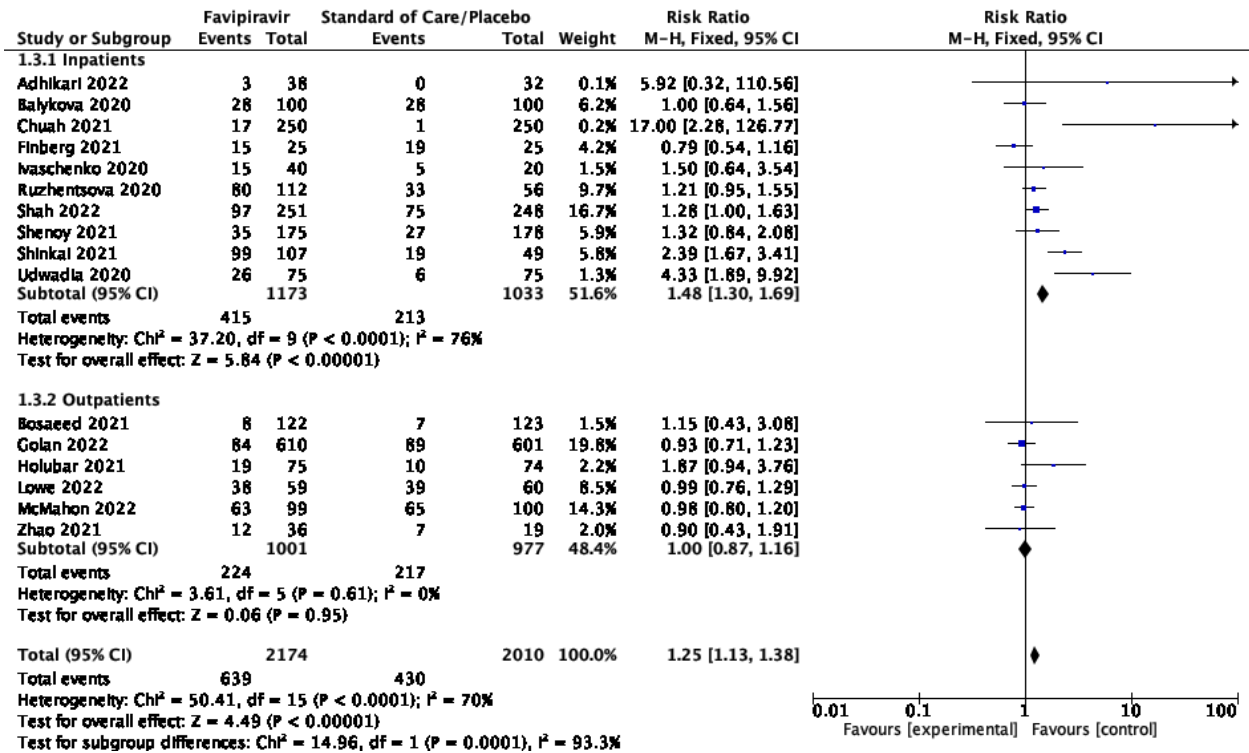 Favipiravir Standard of Care/Placebo Risk Ratio Risk Ratio
Study or Subgroup Events Total Events Total Weight M-H, Fixed, 95% CI M-H, Fixed, 95% CI
1.3.1 Inpatients
Adhikari 2022 3 38 0 32 0.1% 5.92 [0.32, 110.56]
Balykova 2020 28 100 28 100 6.2% 1.00 [0.64, 1.56]
Chuah 2021 17 250 1 250 0.2% 17.00 [2.28, 126.77]
Finberg 2021 15 25 19 25 4.2% 0.79 [0.54, 1.16]
Ivaschenko 2020 15 40 5 20 1.5% 1.50 [0.64, 3.54]
Ruzhentsova 2020 80 112 33 56 9.7% 1.21 [0.95, 1.55]
Shah 2022 97 251 75 248 16.7% 1.28 [1.00, 1.63]
Shenoy 2021 35 175 27 178 5.9% 1.32 [0.84, 2.08]
Shinkai 2021 99 107 19 49 5.8% 2.39 [1.67, 3.41]
Udwadia 2020 26 75 6 75 1.3% 4.33 [1.89, 9.92]
Subtotal (95% CI) 1173 1033 51.6% 1.48 [1.30, 1.69]
Total events 415 213
Heterogeneity: Chi² = 37.20, df = 9 (P < 0.0001); I² = 76%
Test for overall effect: Z = 5.84 (P < 0.00001)
1.3.2 Outpatients
Bosaeed 2021 8 122 7 123 1.5% 1.15 [0.43, 3.08]
Golan 2022 84 610 89 601 19.8% 0.93 [0.71, 1.23]
Holubar 2021 19 75 10 74 2.2% 1.87 [0.94, 3.76]
Lowe 2022 38 59 39 60 8.5% 0.99 [0.76, 1.29]
McMahon 2022 63 99 65 100 14.3% 0.98 [0.80, 1.20]
Zhao 2021 12 36 7 19 2.0% 0.90 [0.43, 1.91]
Subtotal (95% CI) 1001 977 48.4% 1.00 [0.87, 1.16]
Total events 224 217
Heterogeneity: Chi² = 3.61, df = 5 (P = 0.61); I² = 0%
Test for overall effect: Z = 0.06 (P = 0.95)
Total (95% CI) 2174 2010 100.0% 1.25 [1.13, 1.38]
Total events 639 430
Heterogeneity: Chi² = 50.41, df = 15 (P < 0.0001); I² = 70%
Test for overall effect: Z = 4.49 (P < 0.00001)
Test for subgroup differences: Chi² = 14.96, df = 1 (P = 0.0001), I² = 93.3%
0.01 0.1 1 10 100
Favours [experimental] Favours [control]